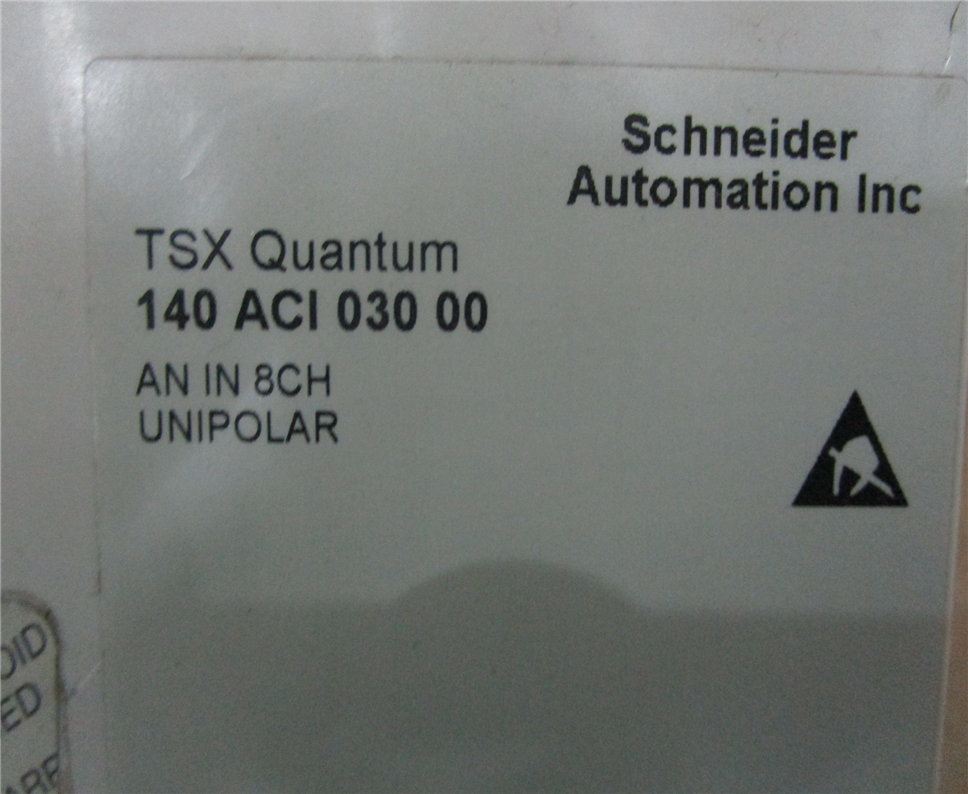 Schneider
Automation Inc
TSX Quantum
140 ACI 030 00
AN IN 8CH
UNIPOLAR